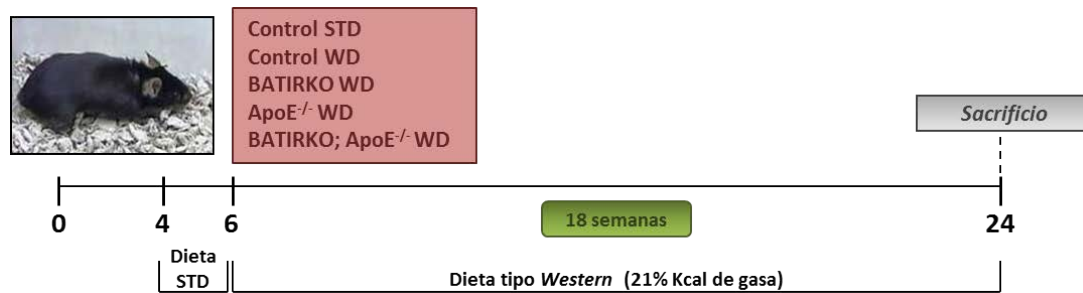 Control STD
Control WD
BATIRKO WD
ApoE-/- WD
BATIRKO; ApoE-/- WD
Sacrificio
0
4
6
24
18 semanas
Dieta
STD
Dieta tipo Western (21% Kcal de gasa)